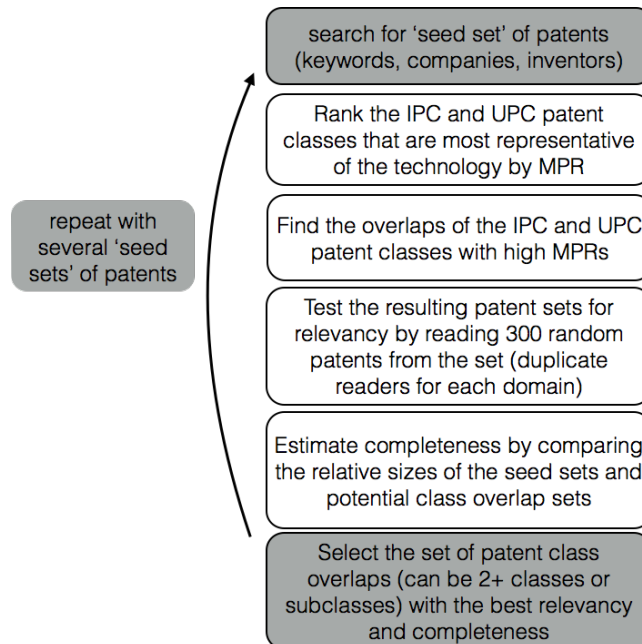 search for 'seed set' of patents
(keywords, companies, inventors)
Rank the IPC and UPC patent
classes that are most representative
of the technology by MPR
repeat with
several 'seed
sets' of patents
Find the overlaps of the IPC and UPC
patent classes with high MPRs
Test the resulting patent sets for
relevancy by reading 300 random
patents from the set (duplicate
readers for each domain)
Estimate completeness by comparing
the relative sizes of the seed sets and
potential class overlap sets
Select the set of patent class
overlaps (can be 2+ classes or
subclasses) with the best relevancy
and completeness